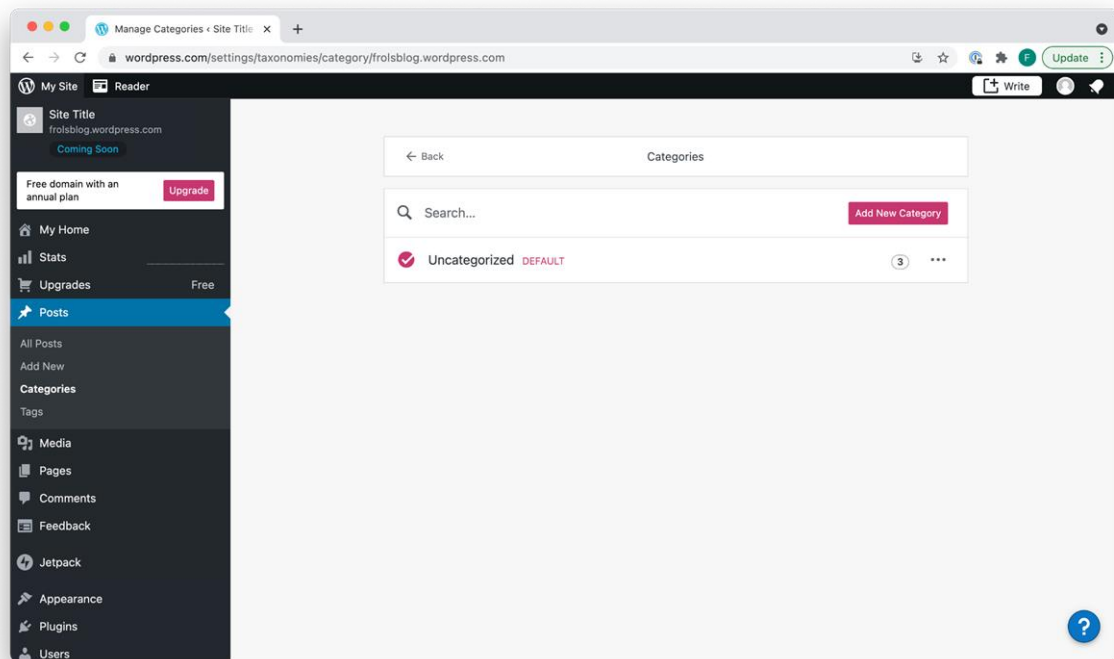 Manage Categories ‹ Site Title
wordpress.com/settings/taxonomies/category/frolsblog.wordpress.com
F
Update
My Site
Reader
Write
Site Title
frolsblog.wordpress.com
Coming Soon
Free domain with an
annual plan
Upgrade
My Home
Stats
Upgrades
Free
Posts
All Posts
Add New
Categories
Tags
Media
Pages
Comments
Feedback
Jetpack
Appearance
Plugins
Users
← Back
Categories
Search...
Add New Category
Uncategorized DEFAULT
3
?